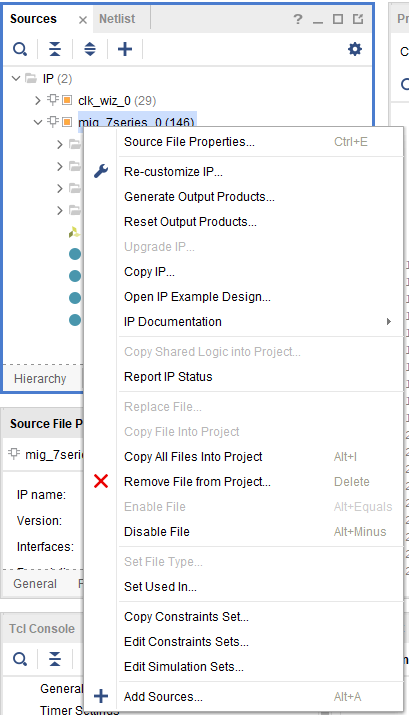 Sources
Netlist
Pr
C
IP (2)
clk_wiz_0 (29)
mig_7series_0 (146)
Source File Properties... Ctrl+E
Re-customize IP...
Generate Output Products...
Reset Output Products...
Upgrade IP...
Copy IP...
Open IP Example Design...
IP Documentation
Copy Shared Logic into Project...
Report IP Status
Replace File...
Copy File Into Project
Copy All Files Into Project Alt+I
Remove File from Project... Delete
Enable File Alt+Equals
Disable File Alt+Minus
Set File Type...
Set Used In...
Copy Constraints Set...
Edit Constraints Sets...
Edit Simulation Sets...
Add Sources... Alt+A
Hierarchy
Source File P
mig_7serie
IP name:
Version:
Interfaces:
General
Tcl Console
General
Timer Settings